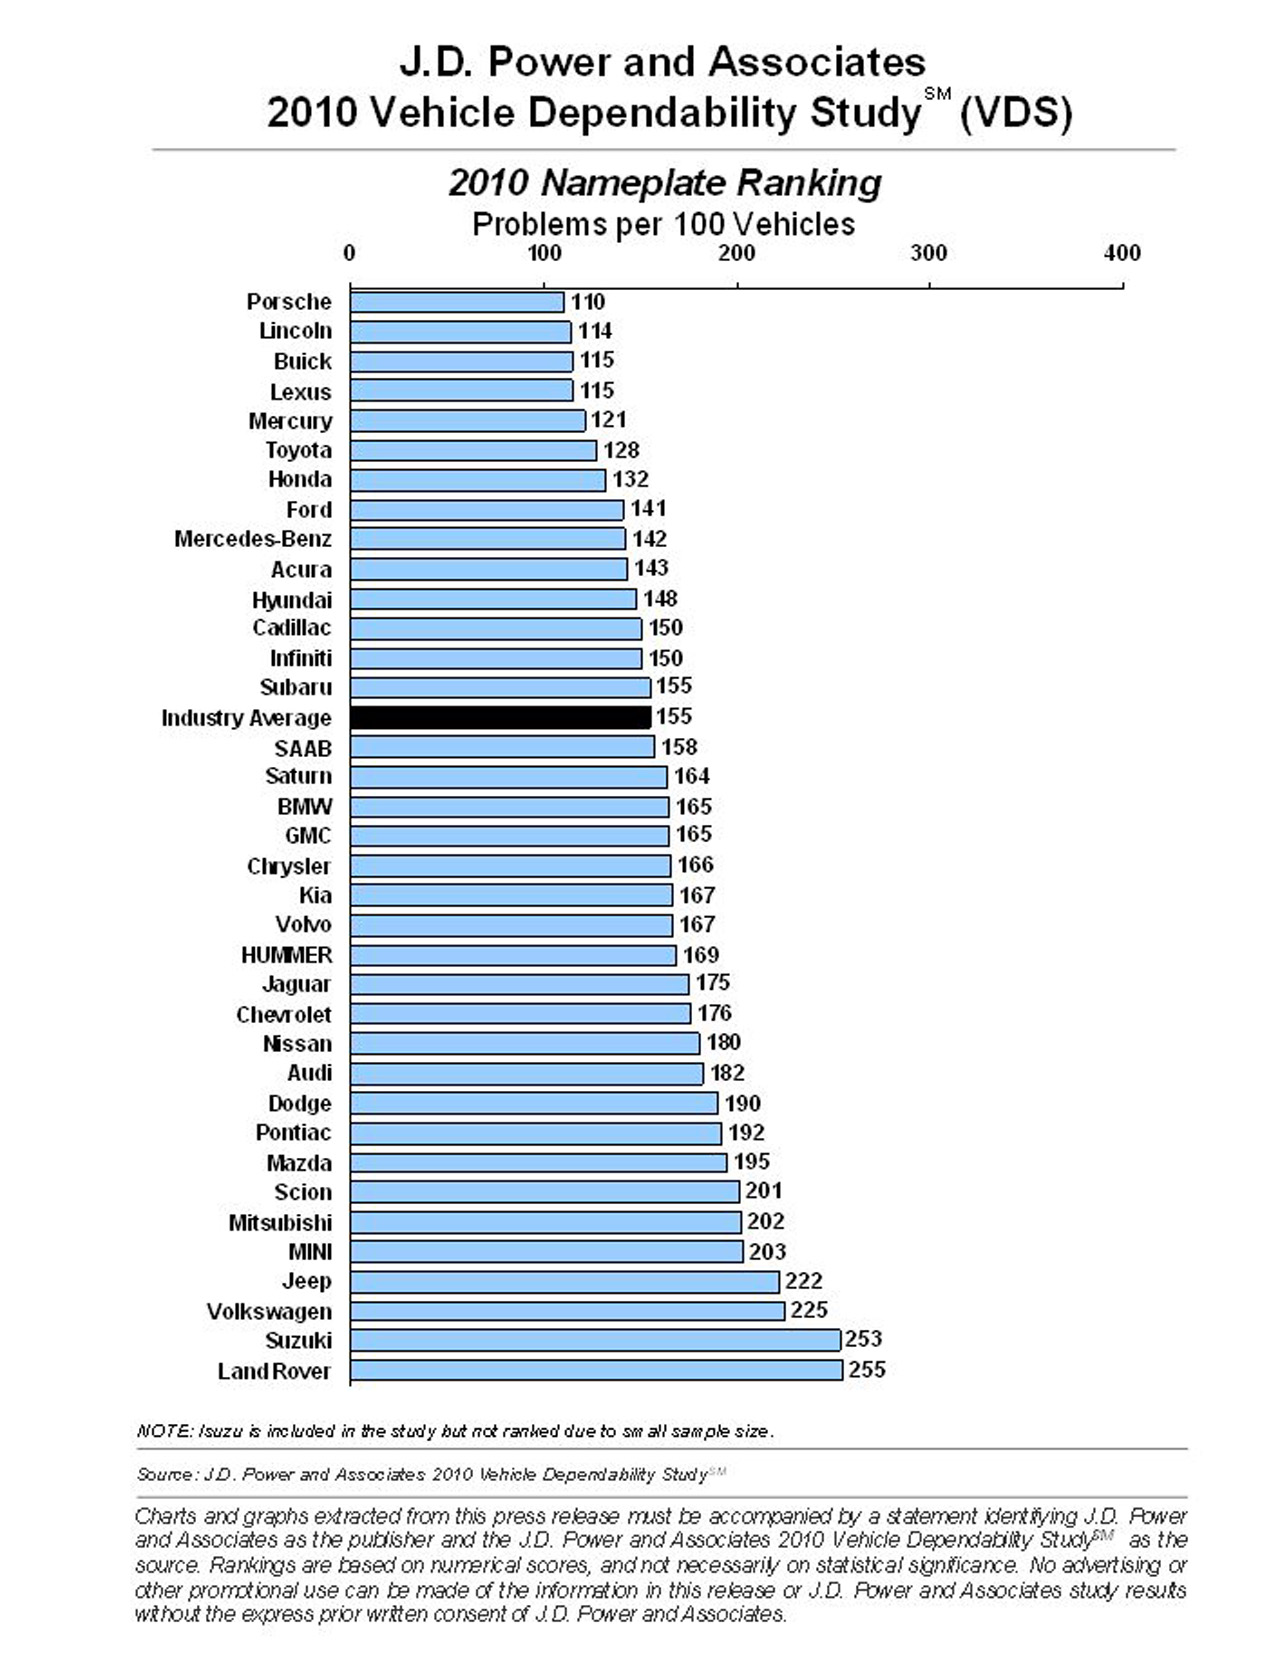 J.D. Power and Associates
2010 Vehicle Dependability Study℠ (VDS)
2010 Nameplate Ranking
Problems per 100 Vehicles
0 100 200 300 400
Porsche 110
Lincoln 114
Buick 115
Lexus 115
Mercury 121
Toyota 128
Honda 132
Ford 141
Mercedes-Benz 142
Acura 143
Hyundai 148
Cadillac 150
Infiniti 150
Subaru 155
Industry Average 155
SAAB 158
Saturn 164
BMW 165
GMC 165
Chrysler 166
Kia 167
Volvo 167
HUMMER 169
Jaguar 175
Chevrolet 176
Nissan 180
Audi 182
Dodge 190
Pontiac 192
Mazda 195
Scion 201
Mitsubishi 202
MINI 203
Jeep 222
Volkswagen 225
Suzuki 253
Land Rover 255
NOTE: Isuzu is included in the study but not ranked due to small sample size.
Source: J.D. Power and Associates 2010 Vehicle Dependability Study℠
Charts and graphs extracted from this press release must be accompanied by a statement identifying J.D. Power
and Associates as the publisher and the J.D. Power and Associates 2010 Vehicle Dependability Study℠ as the
source. Rankings are based on numerical scores, and not necessarily on statistical significance. No advertising or
other promotional use can be made of the information in this release or J.D. Power and Associates study results
without the express prior written consent of J.D. Power and Associates.